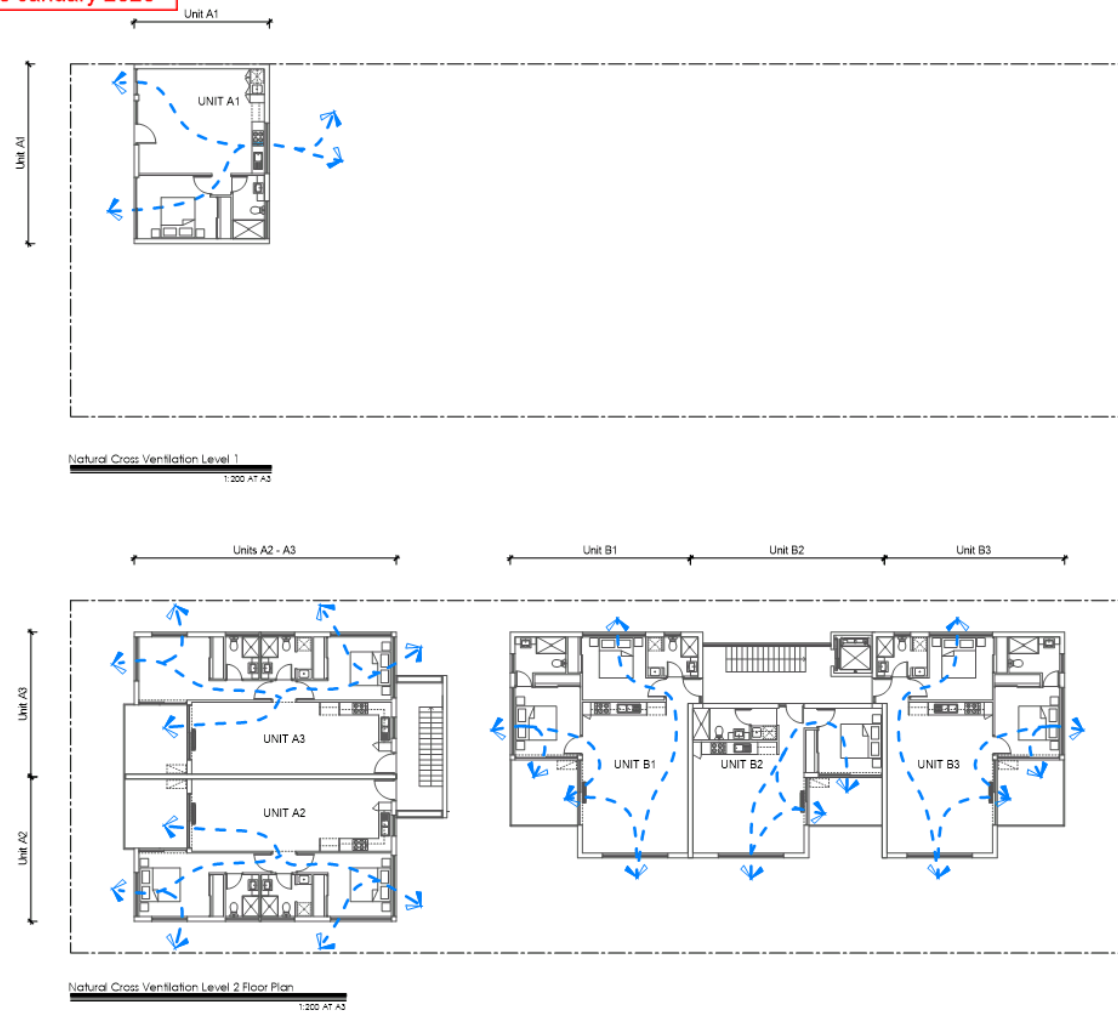 January 2026
Unit A1
Unit A1
UNIT A1
Natural Cross Ventilation Level 1
1:200 AT A3
Units A2 - A3
Unit B1
Unit B2
Unit B3
Unit A3
UNIT A3
UNIT B1
UNIT B2
UNIT B3
UNIT A2
Unit A2
Natural Cross Ventilation Level 2 Floor Plan
1:200 AT A3